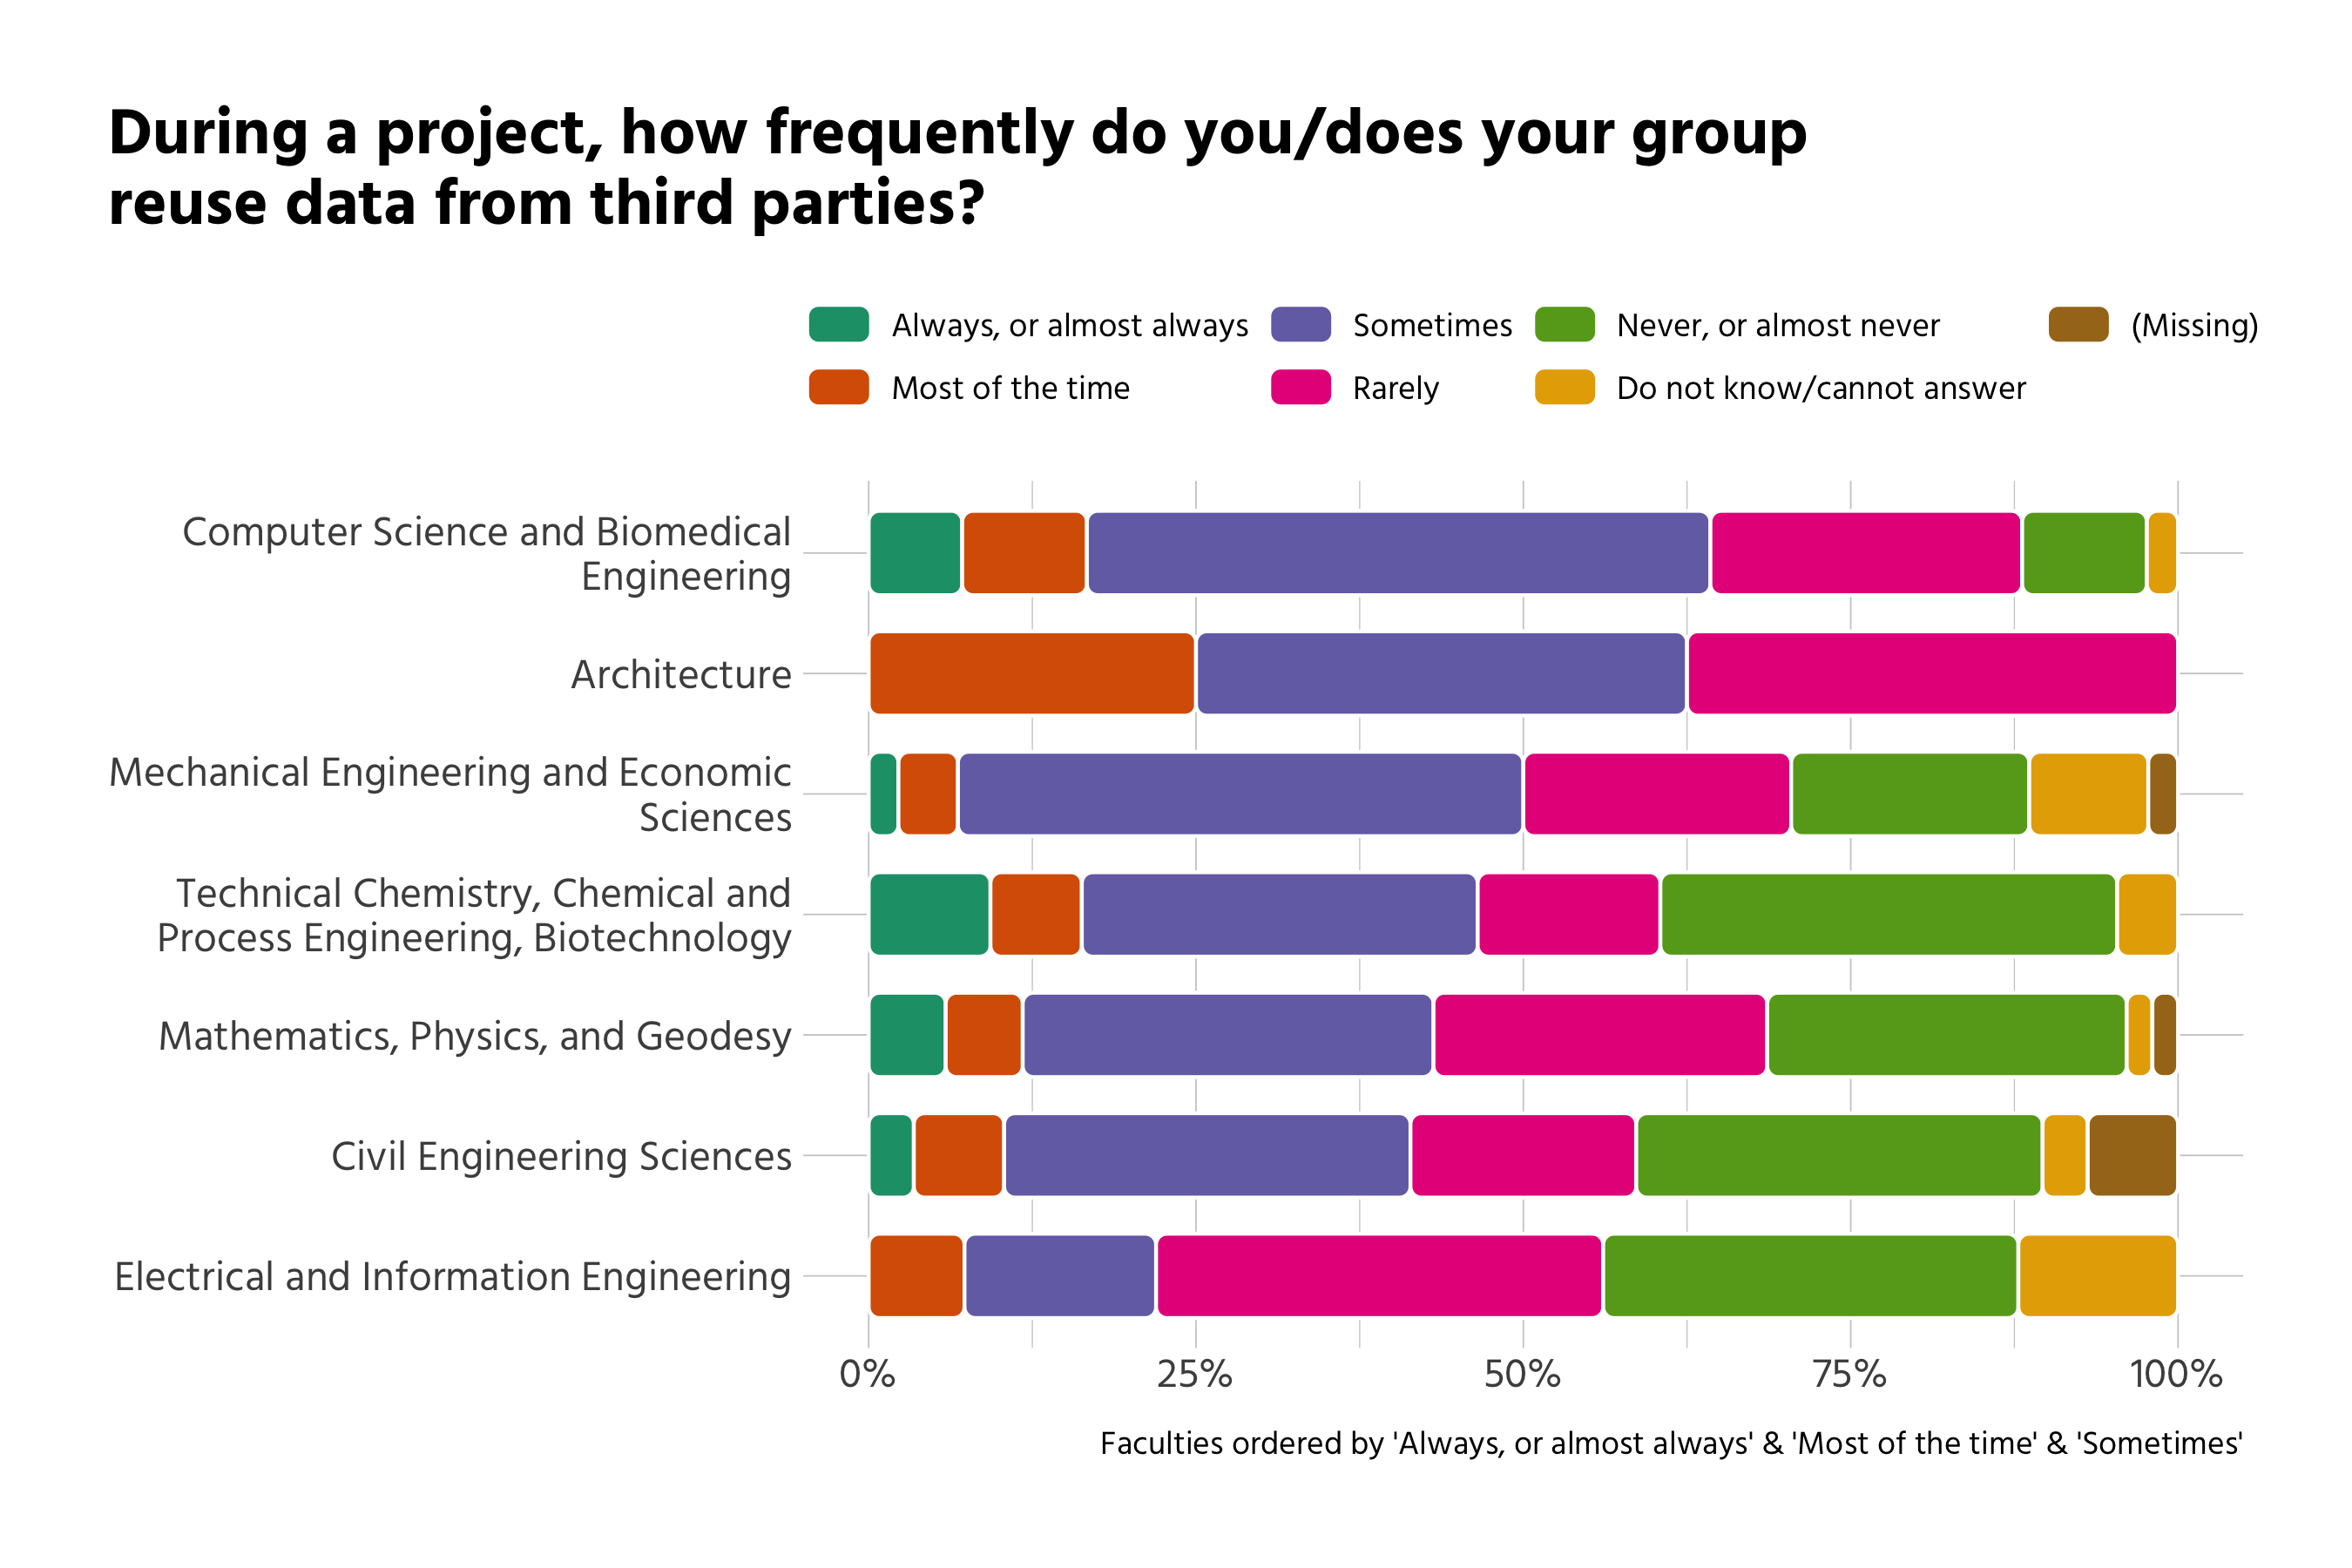 During a project, how frequently do you/does your group
reuse data from third parties?
Always, or almost always
Sometimes
Never, or almost never
(Missing)
Most of the time
Rarely
Do not know/cannot answer
Computer Science and Biomedical
Engineering
Architecture
Mechanical Engineering and Economic
Sciences
Technical Chemistry, Chemical and
Process Engineering, Biotechnology
Mathematics, Physics, and Geodesy
Civil Engineering Sciences
Electrical and Information Engineering
0%
25%
50%
75%
100%
Faculties ordered by 'Always, or almost always' & 'Most of the time' & 'Sometimes'